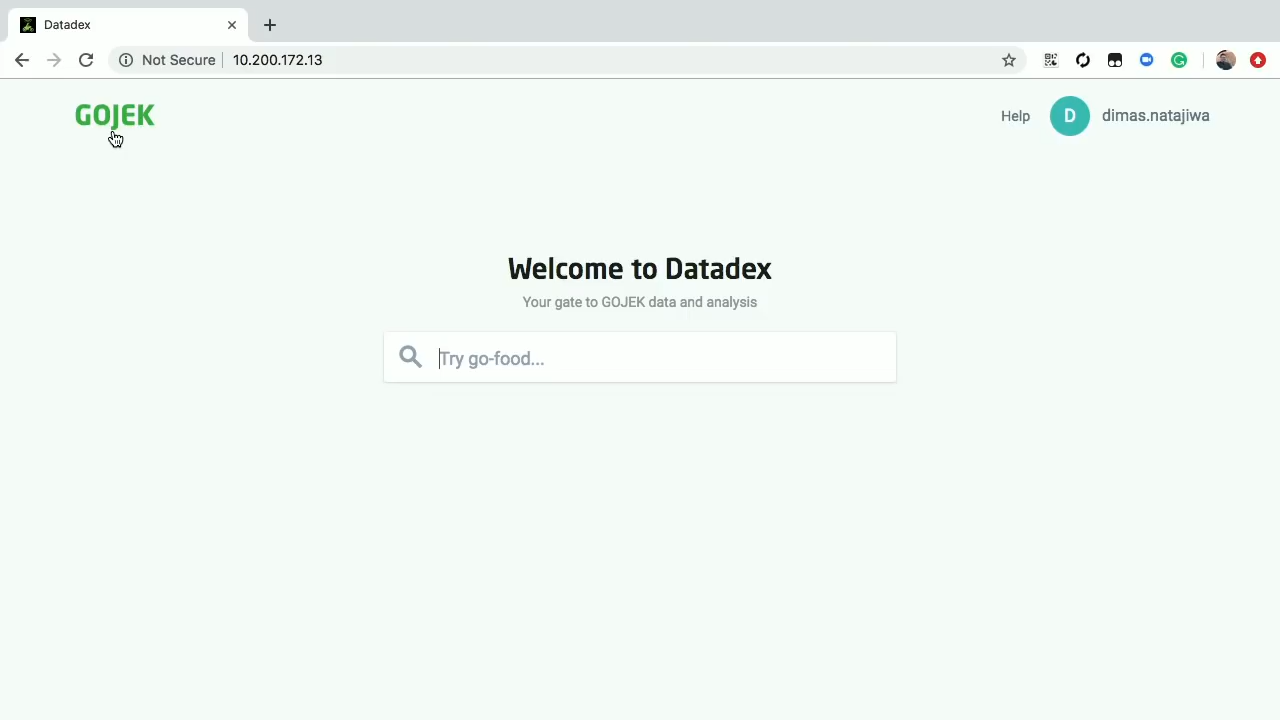 Datadex
Not Secure 10.200.172.13
GOJEK
Help D dimas.natajiwa
Welcome to Datadex
Your gate to GOJEK data and analysis
Try go-food...